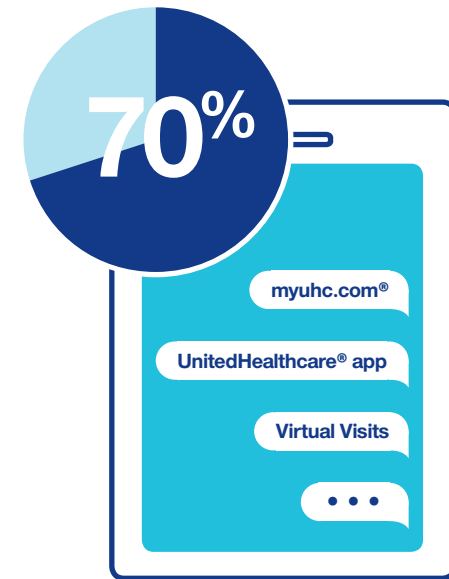 70%
myuhc.com®
UnitedHealthcare® app
Virtual Visits
• • •